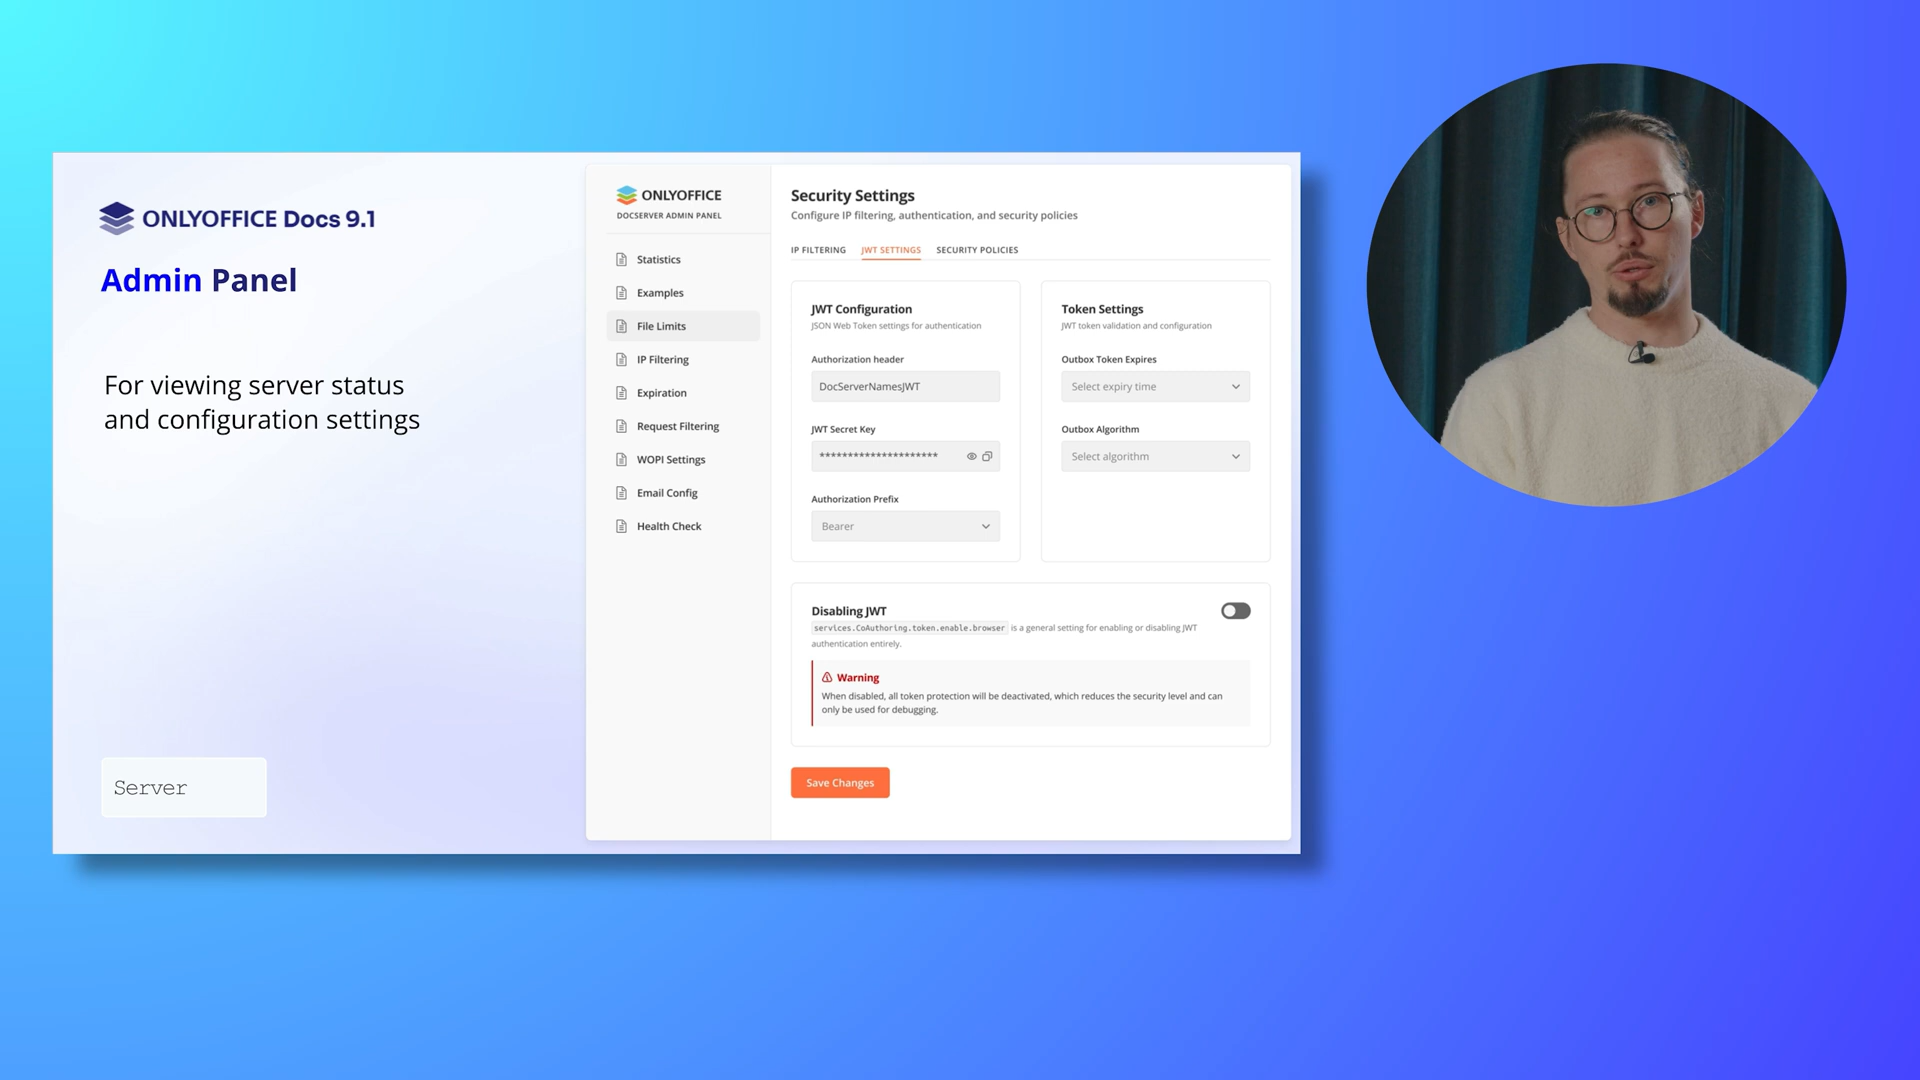 ONLYOFFICE Docs 9.1
Admin Panel
For viewing server status
and configuration settings
Server
ONLYOFFICE
DOCSERVER ADMIN PANEL
Statistics
Examples
File Limits
IP Filtering
Expiration
Request Filtering
WOPI Settings
Email Config
Health Check
Security Settings
Configure IP filtering, authentication, and security policies
IP FILTERING
JWT SETTINGS
SECURITY POLICIES
JWT Configuration
JSON Web Token settings for authentication
Authorization header
DocServerNamesJWT
JWT Secret Key
*********************
Authorization Prefix
Bearer
Token Settings
JWT token validation and configuration
Outbox Token Expires
Select expiry time
Outbox Algorithm
Select algorithm
Disabling JWT
services.CoAuthoring.token.enable.browser is a general setting for enabling or disabling JWT
authentication entirely.
Warning
When disabled, all token protection will be deactivated, which reduces the security level and can
only be used for debugging.
Save Changes